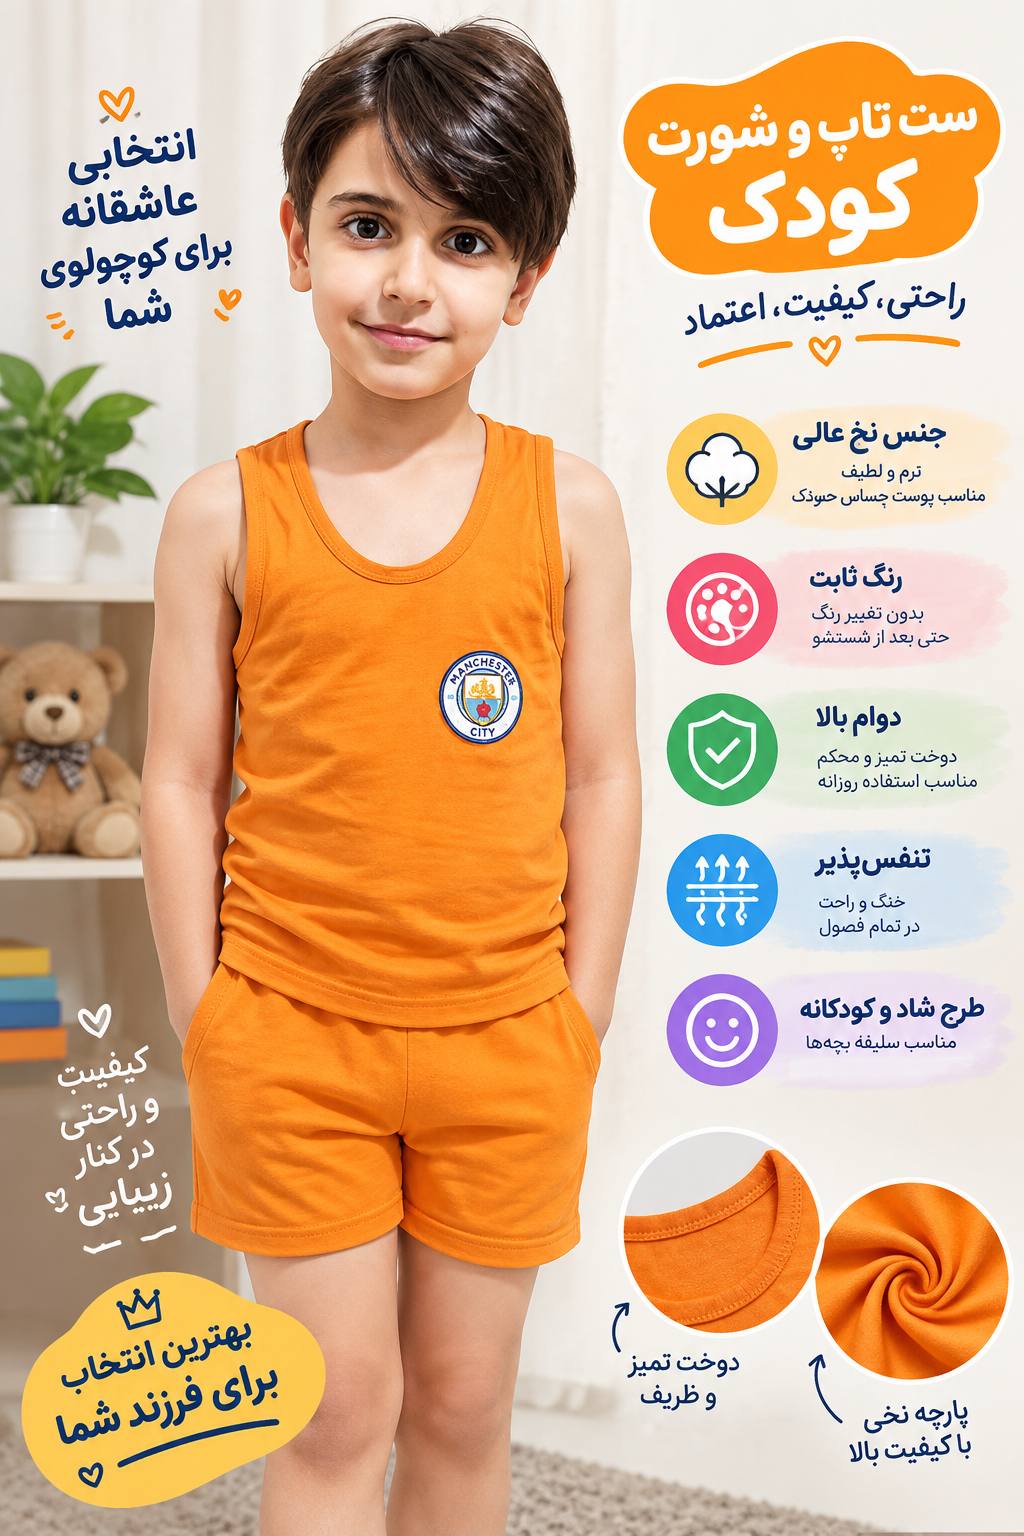 ست تاپ و شورت
کودک
راحتی، کیفیت، اعتماد
انتخابی
عاشقانه
برای کوچولوی
شما
جنس نخ عالی
ترم و لطیف
مناسب پوست حساس
رنگ ثابت
بدون تغییر رنگ
حتی بعد از شستشو
دوام بالا
دوخت تمیز و محکم
مناسب استفاده روزانه
تنفس‌پذیر
خنگ و راحت
در تمام فصول
طرح شاد و کودکانه
مناسب سلیقه بچه‌ها
MANCHESTER
CITY
کیفیت
و راحتی
در کنار
زیبایی
بهترین انتخاب
برای فرزند شما
دوخت تمیز
و ظریف
پارچه نخی
با کیفیت بالا